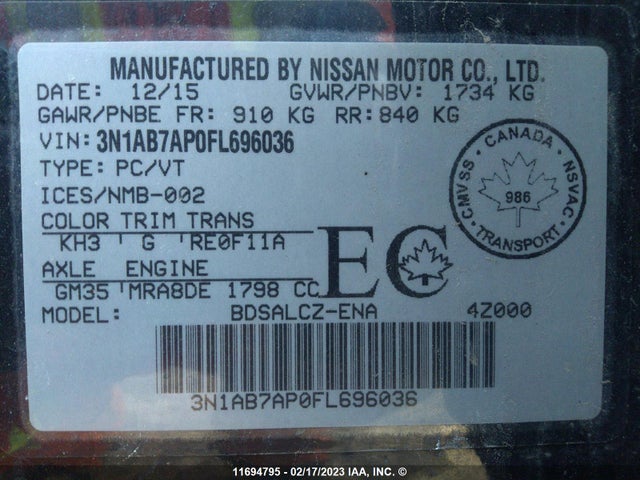 MANUFACTURED BY NISSAN MOTOR CO., LTD.
DATE: 12/15 GVWR/PNBV: 1734 KG
GAWR/PNBE FR: 910 KG RR: 840 KG
VIN: 3N1AB7AP0FL696036
TYPE: PC/VT
ICES/NMB-002
COLOR TRIM TRANS
KH3 G RE0F11A
AXLE ENGINE
GM35 MRA8DE 1798 CC
EC
CANADA
CMVSS 986 NSVAC
TRANSPORT
MODEL: BDSALCZ-ENA 4Z000
3N1AB7AP0FL696036
11694795 - 02/17/2023 IAA, INC. ©